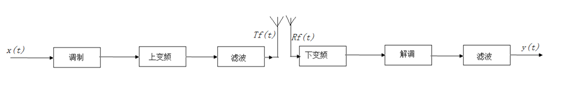 x(t)
调制
上变频
滤波
Tf(t)
Rf(t)
下变频
解调
滤波
y(t)